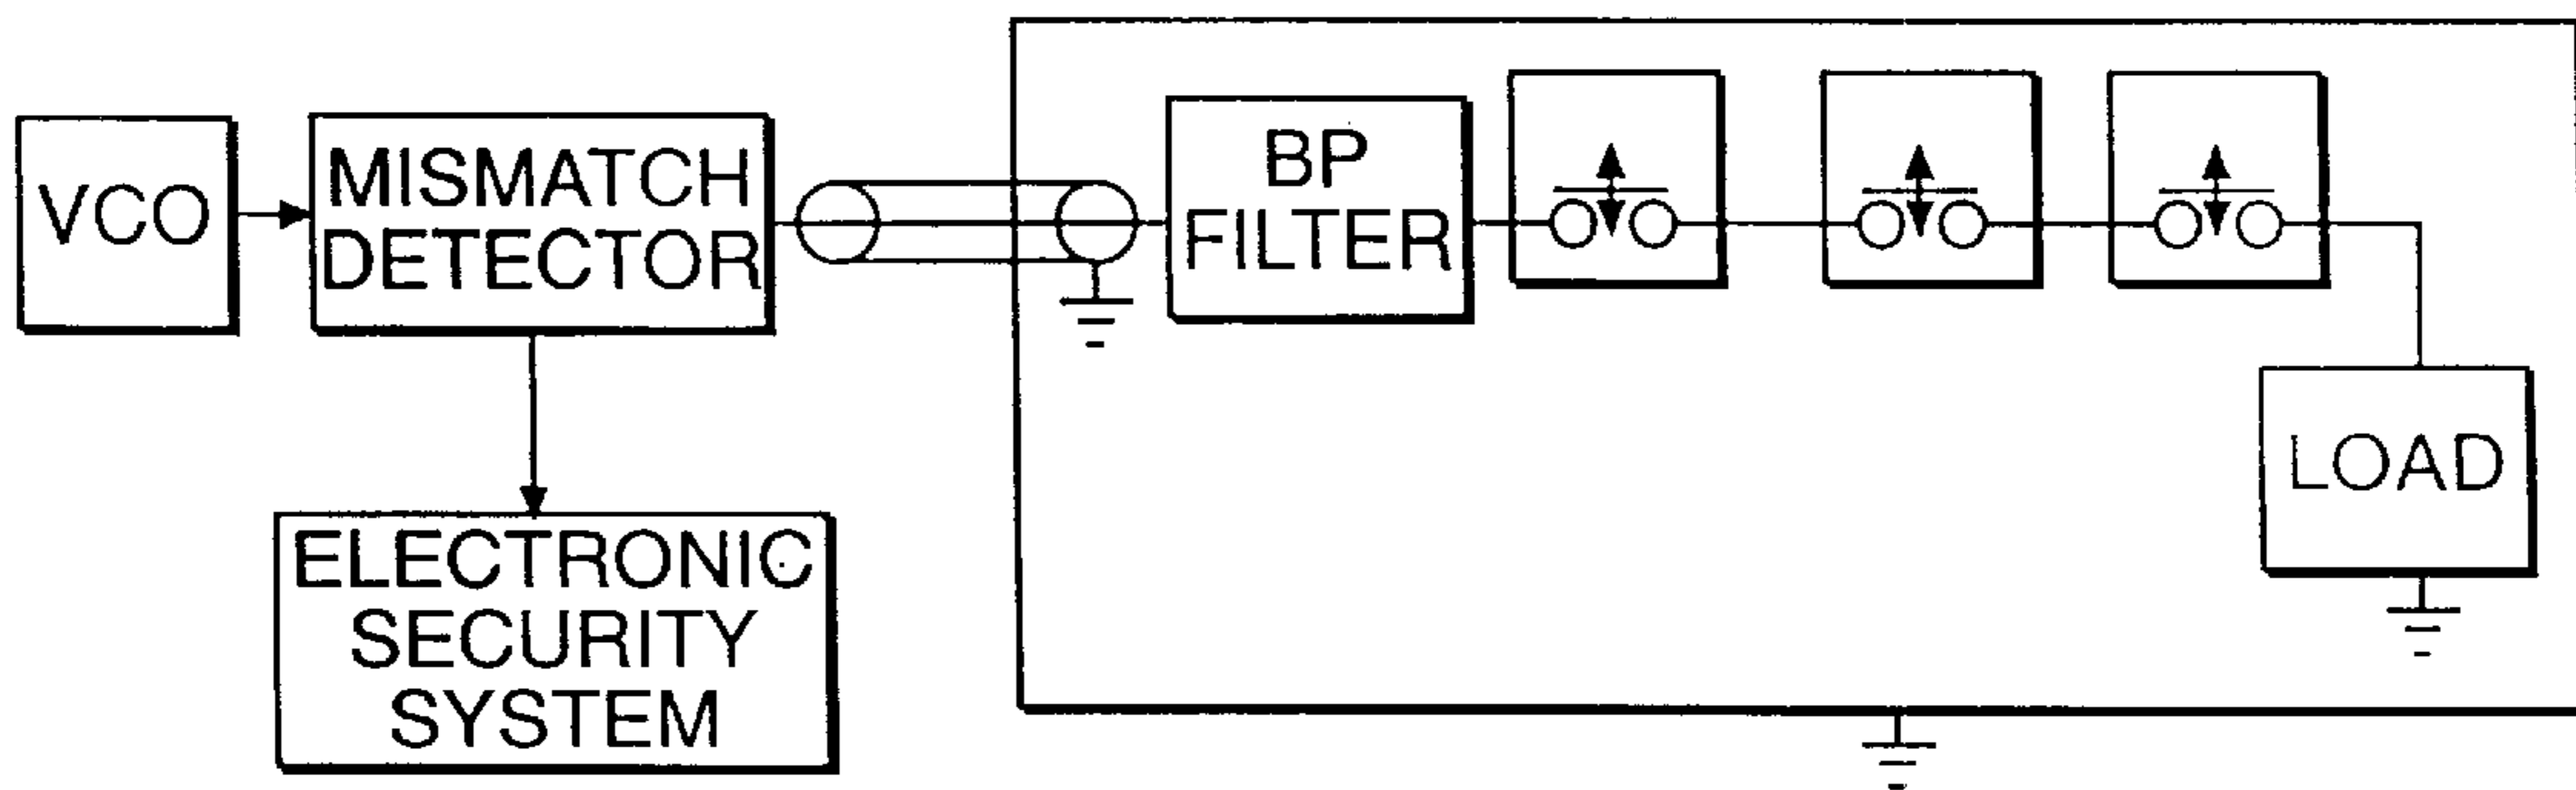 VCO
MISMATCH
DETECTOR
BP
FILTER
LOAD
ELECTRONIC
SECURITY
SYSTEM